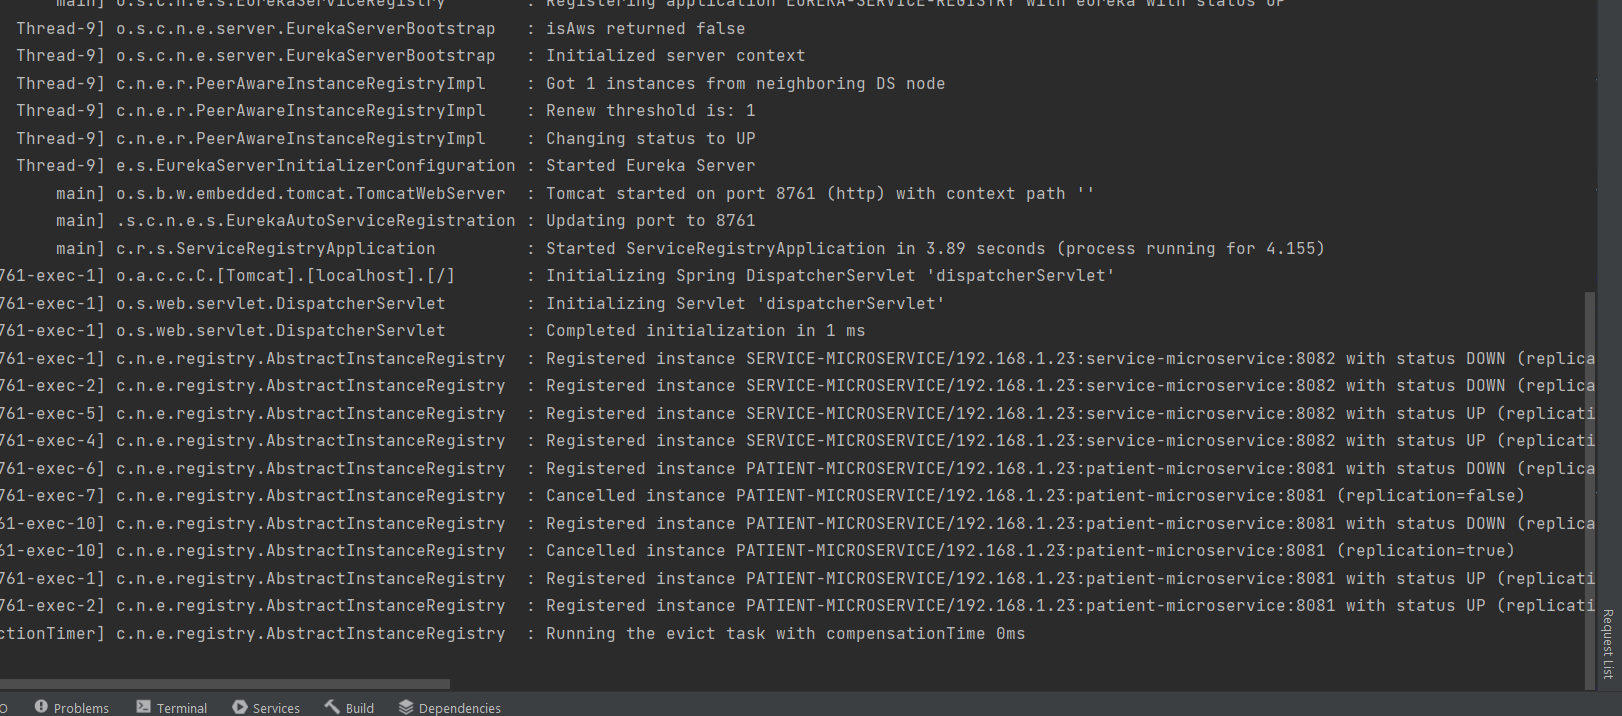 main] o.s.c.n.e.s.EurekaServiceRegistry : Registering application EUREKA-SERVICE-REGISTRY with eureka with status UP
Thread-9] o.s.c.n.e.server.EurekaServerBootstrap : isAws returned false
Thread-9] o.s.c.n.e.server.EurekaServerBootstrap : Initialized server context
Thread-9] c.n.e.r.PeerAwareInstanceRegistryImpl : Got 1 instances from neighboring DS node
Thread-9] c.n.e.r.PeerAwareInstanceRegistryImpl : Renew threshold is: 1
Thread-9] c.n.e.r.PeerAwareInstanceRegistryImpl : Changing status to UP
Thread-9] e.s.EurekaServerInitializerConfiguration : Started Eureka Server
main] o.s.b.w.embedded.tomcat.TomcatWebServer : Tomcat started on port 8761 (http) with context path ''
main] .s.c.n.e.s.EurekaAutoServiceRegistration : Updating port to 8761
main] c.r.s.ServiceRegistryApplication : Started ServiceRegistryApplication in 3.89 seconds (process running for 4.155)
761-exec-1] o.a.c.c.C.[Tomcat].[localhost].[/] : Initializing Spring DispatcherServlet 'dispatcherServlet'
761-exec-1] o.s.web.servlet.DispatcherServlet : Initializing Servlet 'dispatcherServlet'
761-exec-1] o.s.web.servlet.DispatcherServlet : Completed initialization in 1 ms
761-exec-1] c.n.e.registry.AbstractInstanceRegistry : Registered instance SERVICE-MICROSERVICE/192.168.1.23:service-microservice:8082 with status DOWN (replica
761-exec-2] c.n.e.registry.AbstractInstanceRegistry : Registered instance SERVICE-MICROSERVICE/192.168.1.23:service-microservice:8082 with status DOWN (replica
761-exec-5] c.n.e.registry.AbstractInstanceRegistry : Registered instance SERVICE-MICROSERVICE/192.168.1.23:service-microservice:8082 with status UP (replicati
761-exec-4] c.n.e.registry.AbstractInstanceRegistry : Registered instance SERVICE-MICROSERVICE/192.168.1.23:service-microservice:8082 with status UP (replicati
761-exec-6] c.n.e.registry.AbstractInstanceRegistry : Registered instance PATIENT-MICROSERVICE/192.168.1.23:patient-microservice:8081 with status DOWN (replica
761-exec-7] c.n.e.registry.AbstractInstanceRegistry : Cancelled instance PATIENT-MICROSERVICE/192.168.1.23:patient-microservice:8081 (replication=false)
61-exec-10] c.n.e.registry.AbstractInstanceRegistry : Registered instance PATIENT-MICROSERVICE/192.168.1.23:patient-microservice:8081 with status DOWN (replica
61-exec-10] c.n.e.registry.AbstractInstanceRegistry : Cancelled instance PATIENT-MICROSERVICE/192.168.1.23:patient-microservice:8081 (replication=true)
761-exec-1] c.n.e.registry.AbstractInstanceRegistry : Registered instance PATIENT-MICROSERVICE/192.168.1.23:patient-microservice:8081 with status UP (replicati
761-exec-2] c.n.e.registry.AbstractInstanceRegistry : Registered instance PATIENT-MICROSERVICE/192.168.1.23:patient-microservice:8081 with status UP (replicati
ctionTimer] c.n.e.registry.AbstractInstanceRegistry : Running the evict task with compensationTime 0ms
Request List
O Problems Terminal Services Build Dependencies